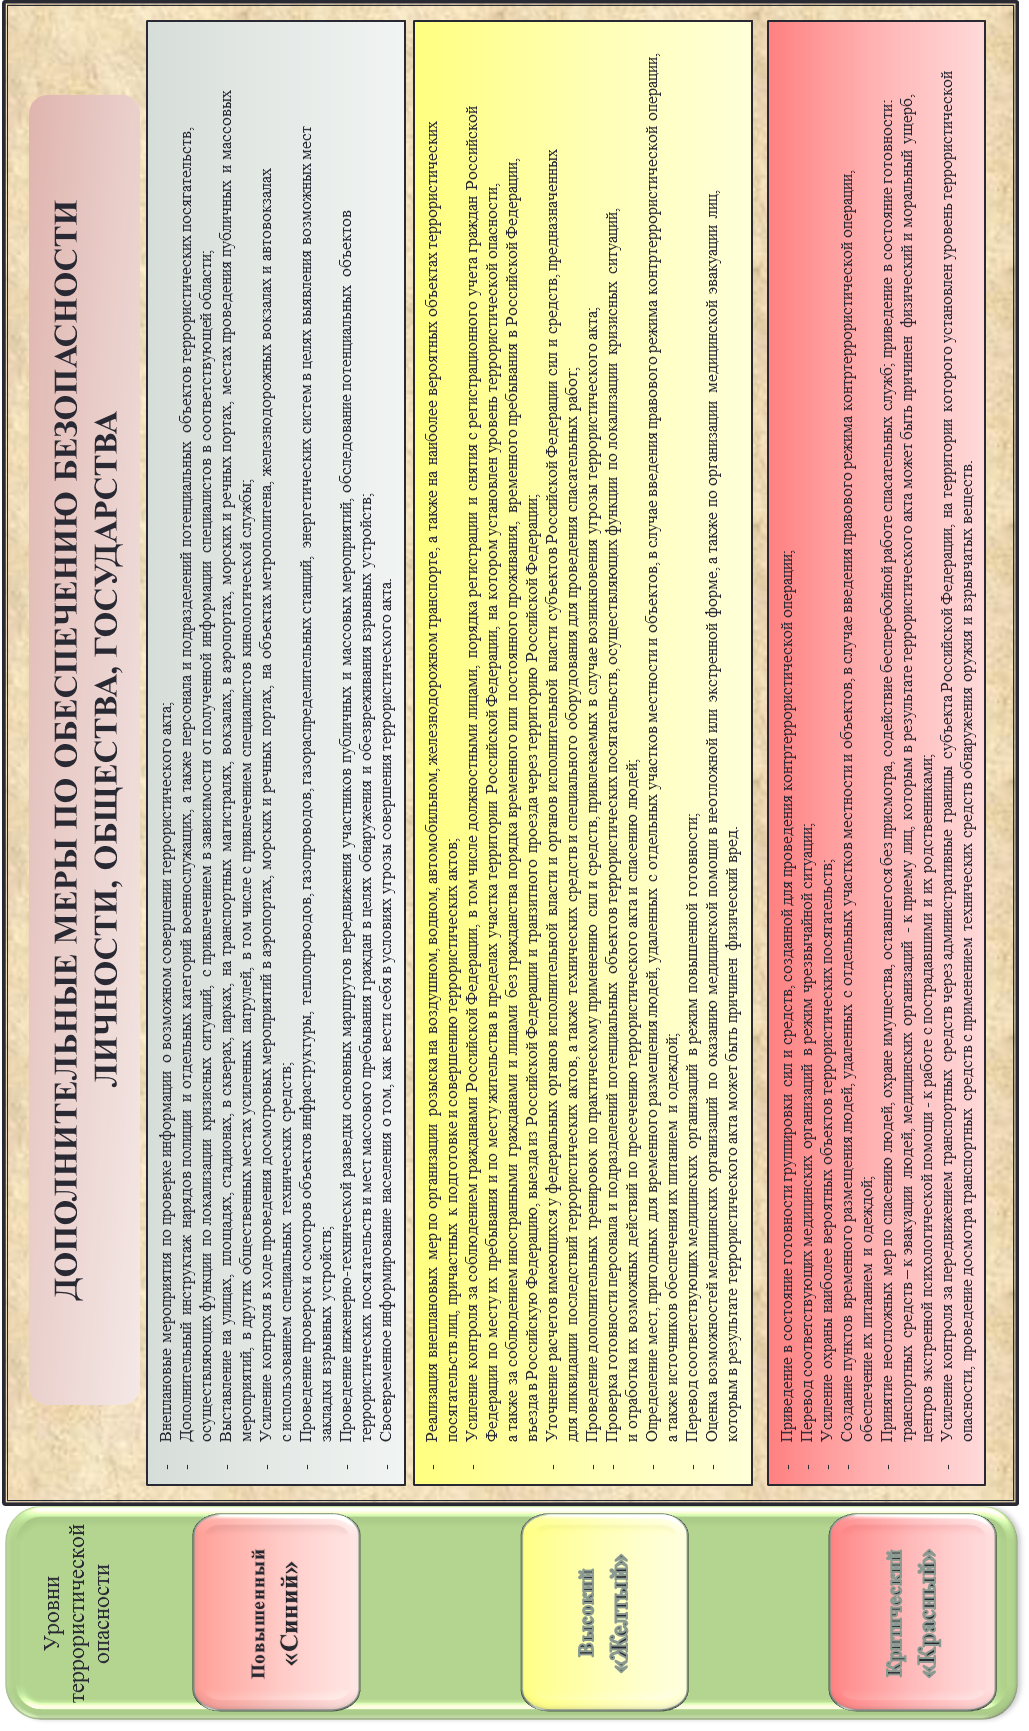 ДОПОЛНИТЕЛЬНЫЕ МЕРЫ ПО ОБЕСПЕЧЕНИЮ БЕЗОПАСНОСТИ
ЛИЧНОСТИ, ОБЩЕСТВА, ГОСУДАРСТВА
Уровни
террористической
опасности
Повышенный
«Синий»
- Внеплановые мероприятия по проверке информации о возможном совершении террористического акта;
- Дополнительный инструктаж нарядов полиции и отдельных категорий военнослужащих, а также персонала и подразделений потенциальных объектов террористических посягательств,
осуществляющих функции по локализации кризисных ситуаций, с привлечением в зависимости от полученной информации специалистов в соответствующей области;
- Выставление на улицах, площадях, стадионах, в скверах, парках, на транспортных магистралях, вокзалах, в аэропортах, морских и речных портах, местах проведения публичных и массовых
мероприятий, в других общественных местах усиленных патрулей, в том числе с привлечением специалистов кинологической службы;
- Усиление контроля в ходе проведения досмотровых мероприятий в аэропортах, морских и речных портах, на объектах метрополитена, железнодорожных вокзалах и автовокзалах
с использованием специальных технических средств;
- Проведение проверок и осмотров объектов инфраструктуры, теплопроводов, газопроводов, газораспределительных станций, энергетических систем в целях выявления возможных мест
закладки взрывных устройств;
- Проведение инженерно-технической разведки основных маршрутов передвижения участников публичных и массовых мероприятий, обследование потенциальных объектов
террористических посягательств и мест массового пребывания граждан в целях обнаружения и обезвреживания взрывных устройств;
- Своевременное информирование населения о том, как вести себя в условиях угрозы совершения террористического акта.
Высокий
«Желтый»
- Реализация внеплановых мер по организации розыска на воздушном, водном, автомобильном, железнодорожном транспорте, а также на наиболее вероятных объектах террористических
посягательств лиц, причастных к подготовке и совершению террористических актов;
- Усиление контроля за соблюдением гражданами Российской Федерации, в том числе должностными лицами, порядка регистрации и снятия с регистрационного учета граждан Российской
Федерации по месту их пребывания и по месту жительства в пределах участка территории Российской Федерации, на котором установлен уровень террористической опасности,
а также за соблюдением иностранными гражданами и лицами без гражданства порядка временного или постоянного проживания, временного пребывания в Российской Федерации,
въезда в Российскую Федерацию, выезда из Российской Федерации и транзитного проезда через территорию Российской Федерации;
- Уточнение расчетов имеющихся у федеральных органов исполнительной власти и органов исполнительной власти субъектов Российской Федерации сил и средств, предназначенных
для ликвидации последствий террористических актов, а также технических средств и специального оборудования для проведения спасательных работ;
- Проведение дополнительных тренировок по практическому применению сил и средств, привлекаемых в случае возникновения угрозы террористического акта;
- Проверка готовности персонала и подразделений потенциальных объектов террористических посягательств, осуществляющих функции по локализации кризисных ситуаций,
и отработка их возможных действий по пресечению террористического акта и спасению людей;
- Определение мест, пригодных для временного размещения людей, удаленных с отдельных участков местности и объектов, в случае введения правового режима контртеррористической операции,
а также источников обеспечения их питанием и одеждой;
- Перевод соответствующих медицинских организаций в режим повышенной готовности;
- Оценка возможностей медицинских организаций по оказанию медицинской помощи в неотложной или экстренной форме, а также по организации медицинской эвакуации лиц,
которым в результате террористического акта может быть причинен физический вред.
Критический
«Красный»
- Приведение в состояние готовности группировки сил и средств, созданной для проведения контртеррористической операции;
- Перевод соответствующих медицинских организаций в режим чрезвычайной ситуации;
- Усиление охраны наиболее вероятных объектов террористических посягательств;
- Создание пунктов временного размещения людей, удаленных с отдельных участков местности и объектов, в случае введения правового режима контртеррористической операции,
обеспечение их питанием и одеждой;
- Принятие неотложных мер по спасению людей, охране имущества, оставшегося без присмотра, содействие бесперебойной работе спасательных служб; приведение в состояние готовности:
транспортных средств – к эвакуации людей, медицинских организаций - к приему лиц, которым в результате террористического акта может быть причинен физический и моральный ущерб,
центров экстренной психологической помощи - к работе с пострадавшими и их родственниками;
- Усиление контроля за передвижением транспортных средств через административные границы субъекта Российской Федерации, на территории которого установлен уровень террористической
опасности, проведение досмотра транспортных средств с применением технических средств обнаружения оружия и взрывчатых веществ.